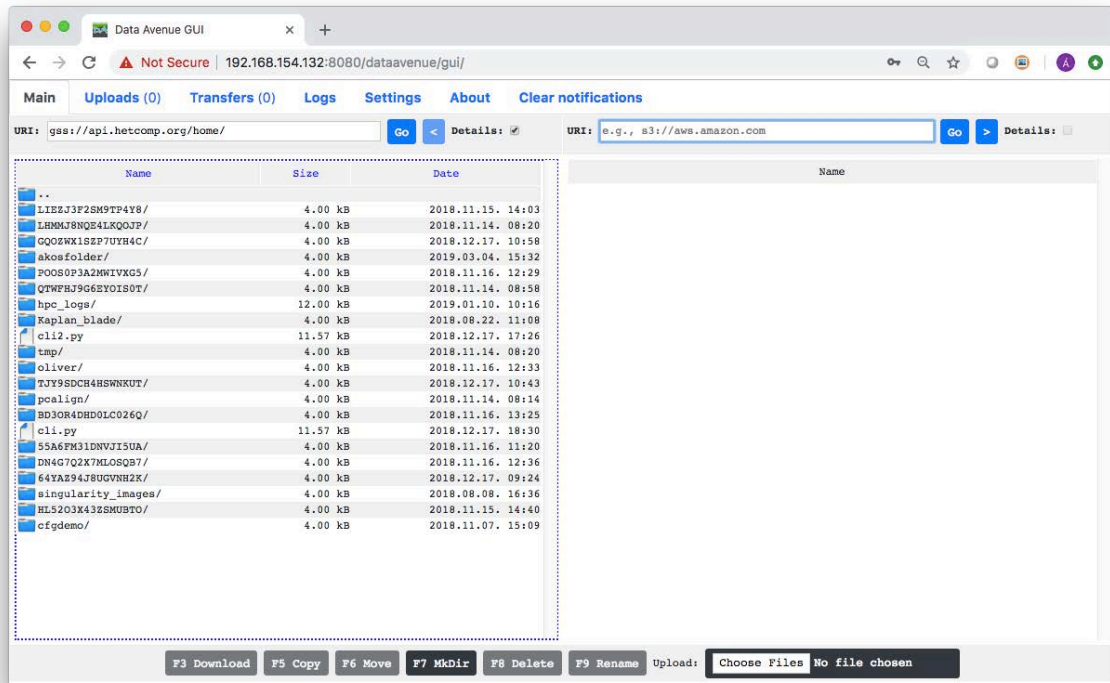 Data Avenue GUI
Not Secure | 192.168.154.132:8080/dataavenue/gui/
A
Main Uploads (0) Transfers (0) Logs Settings About Clear notifications
URI: gss://api.hetcomp.org/home/ Go < Details: URI: e.g., s3://aws.amazon.com Go > Details:
Name Size Date Name
..
LIEZJ3F2SM9TP4Y8/ 4.00 kB 2018.11.15. 14:03
LHMMJ8NQE4LKQOJP/ 4.00 kB 2018.11.14. 08:20
GQOZWX1SZP7UYH4C/ 4.00 kB 2018.12.17. 10:58
akosfolder/ 4.00 kB 2019.03.04. 15:32
POOS0P3A2MWIVXG5/ 4.00 kB 2018.11.16. 12:29
QTWFHJ9G6EYOIS0T/ 4.00 kB 2018.11.14. 08:58
hpc_logs/ 12.00 kB 2019.01.10. 10:16
Kaplan_blade/ 4.00 kB 2018.08.22. 11:08
cli2.py 11.57 kB 2018.12.17. 17:26
tmp/ 4.00 kB 2018.11.14. 08:20
oliver/ 4.00 kB 2018.11.16. 12:33
TJY9SDCH4HSWNKUT/ 4.00 kB 2018.12.17. 10:43
pcalign/ 4.00 kB 2018.11.14. 08:14
BD3OR4DHD0LC026Q/ 4.00 kB 2018.11.16. 13:25
cli.py 11.57 kB 2018.12.17. 18:30
55A6FM31DNVJI5UA/ 4.00 kB 2018.11.16. 11:20
DN4G7Q2X7MLOSQB7/ 4.00 kB 2018.11.16. 12:36
64YAZ94J8UGVNH2K/ 4.00 kB 2018.12.17. 09:24
singularity_images/ 4.00 kB 2018.08.08. 16:36
HL52O3X43ZSMUBTO/ 4.00 kB 2018.11.15. 14:40
cfgdemo/ 4.00 kB 2018.11.07. 15:09
F3 Download F5 Copy F6 Move F7 MkDir F8 Delete F9 Rename Upload: Choose Files No file chosen